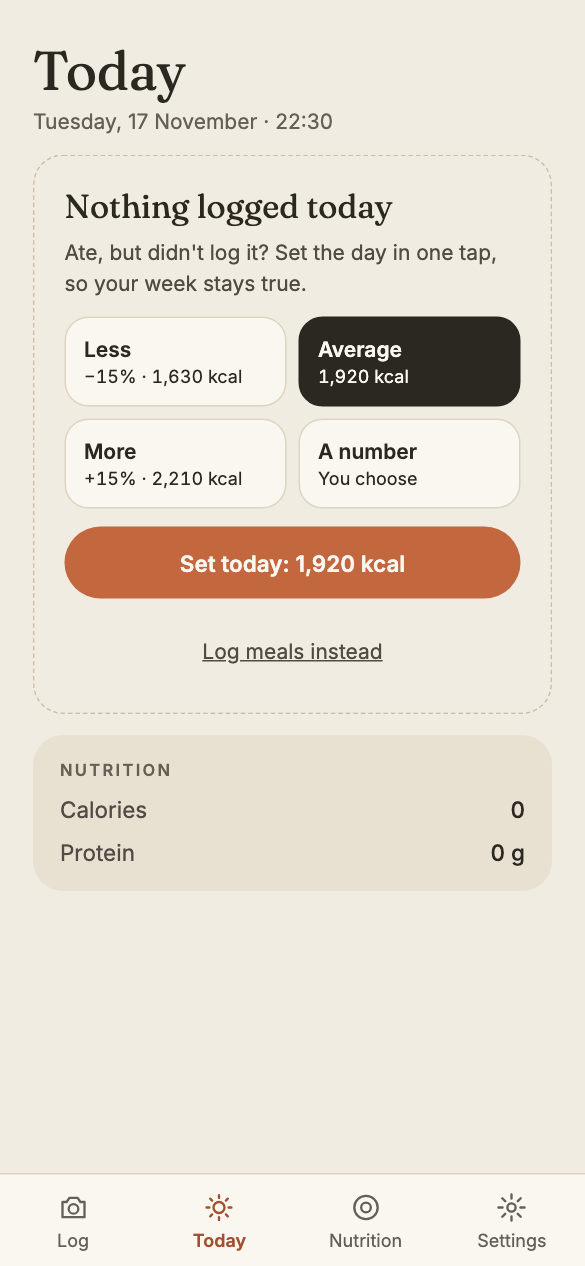 Today
Tuesday, 17 November · 22:30
Nothing logged today
Ate, but didn't log it? Set the day in one tap,
so your week stays true.
Less
−15% · 1,630 kcal
Average
1,920 kcal
More
+15% · 2,210 kcal
A number
You choose
Set today: 1,920 kcal
Log meals instead
NUTRITION
Calories 0
Protein 0 g
Log
Today
Nutrition
Settings